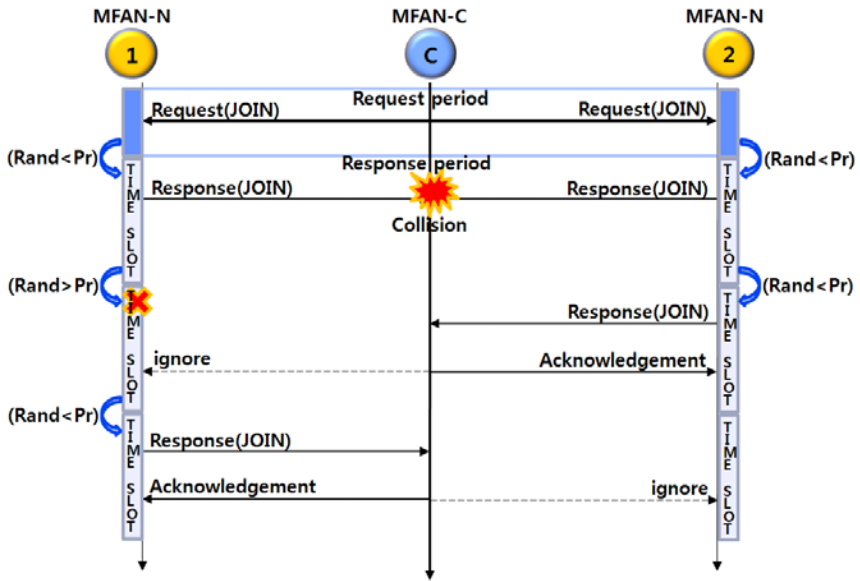 MFAN-N MFAN-C MFAN-N
1 C 2
Request period
Request(JOIN) Request(JOIN)
(Rand<Pr) (Rand<Pr)
Response period
Response(JOIN) Response(JOIN)
Collision
TIME SLOT TIME SLOT
(Rand>Pr) (Rand<Pr)
Response(JOIN)
ignore Acknowledgement
TIME SLOT TIME SLOT
(Rand<Pr)
Response(JOIN)
Acknowledgement ignore
TIME SLOT TIME SLOT